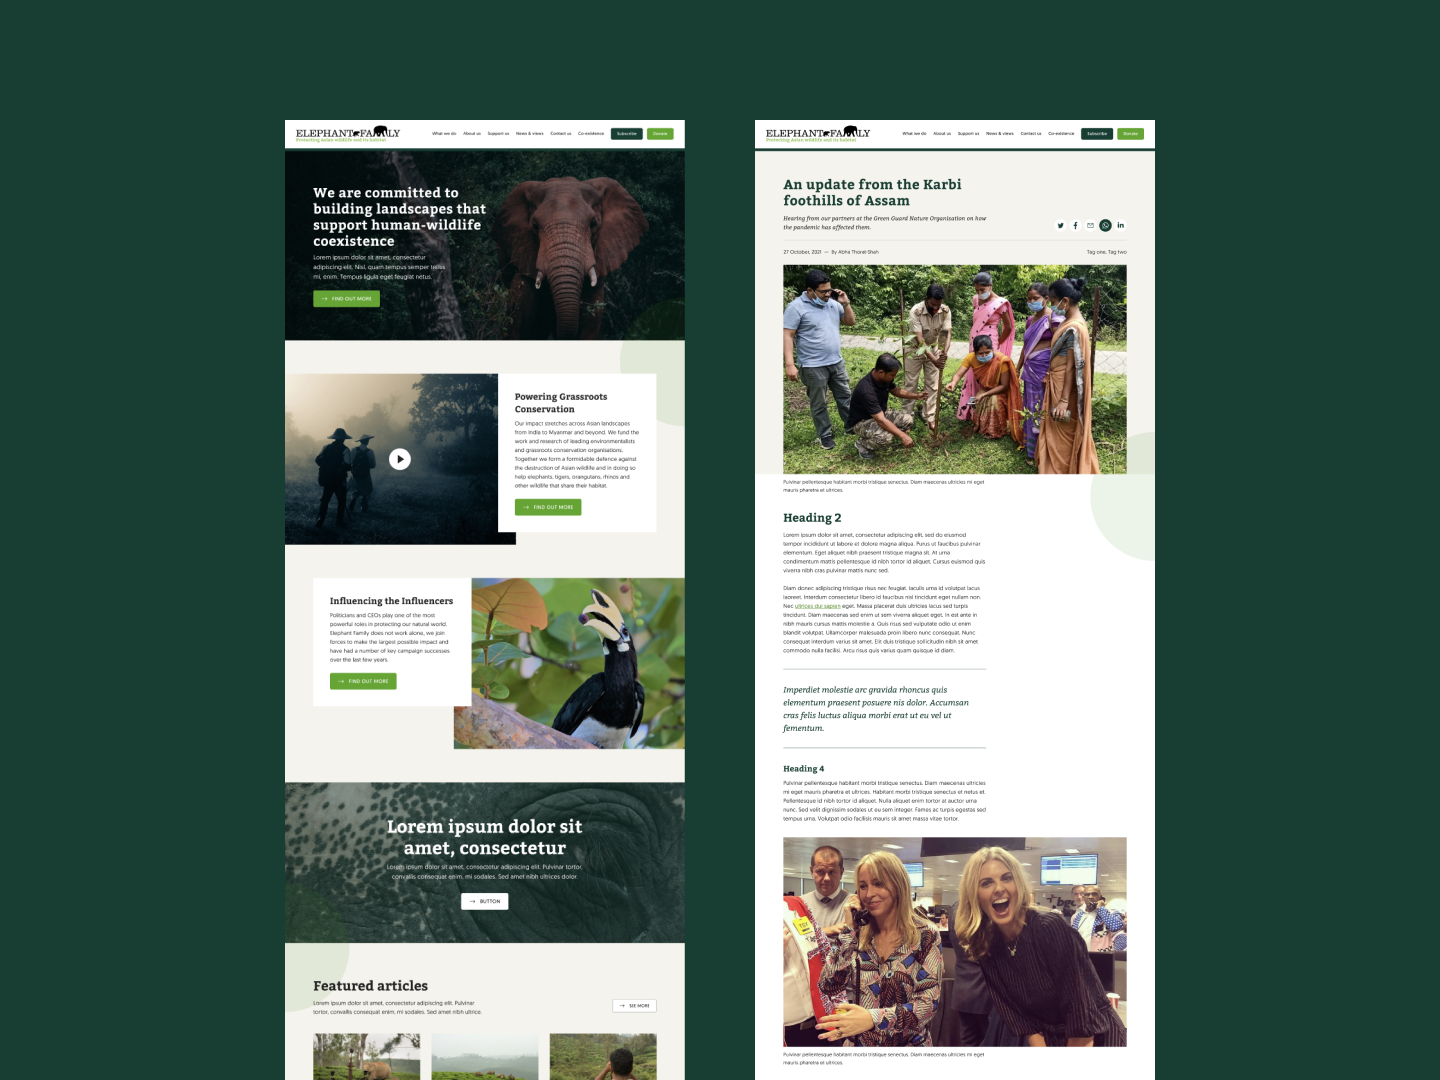 ELEPHANT FAMILY
Protecting Asian wildlife and its habitat
What we do
About us
Support us
News & views
Contact us
Co-existence
Subscribe
Donate
We are committed to
building landscapes that
support human-wildlife
coexistence
Lorem ipsum dolor sit amet, consectetur
adipiscing elit. Nisl, quam tempus semper tellus
mi, enim. Tempus ligula eget feugiat netus.
→ FIND OUT MORE
Powering Grassroots
Conservation
Our impact stretches across Asian landscapes
from India to Myanmar and beyond. We fund the
work and research of leading environmentalists
and grassroots conservation organisations.
Together we form a formidable defence against
the destruction of Asian wildlife and in doing so
help elephants, tigers, orangutans, rhinos and
other wildlife that share their habitat.
→ FIND OUT MORE
Influencing the Influencers
Politicians and CEOs play one of the most
powerful roles in protecting our natural world.
Elephant Family does not work alone, we join
forces to make the largest possible impact and
have had a number of key campaign successes
over the last few years.
→ FIND OUT MORE
Lorem ipsum dolor sit
amet, consectetur
Lorem ipsum dolor sit amet, consectetur adipiscing elit. Pulvinar tortor,
convallis consequat enim, mi sodales. Sed amet nibh ultrices dolor.
→ BUTTON
Featured articles
Lorem ipsum dolor sit amet, consectetur adipiscing elit. Pulvinar
tortor, convallis consequat enim, mi sodales. Sed amet nibh ultrice.
→ SEE MORE
ELEPHANT FAMILY
Protecting Asian wildlife and its habitat
What we do
About us
Support us
News & views
Contact us
Co-existence
Subscribe
Donate
An update from the Karbi
foothills of Assam
Hearing from our partners at the Green Guard Nature Organization on how
the pandemic has affected them.
27 October, 2021 — By Abha Thorat-Shah
Tag one, Tag two
Pulvinar pellentesque habitant morbi tristique senectus. Diam maecenas ultricies mi eget
mauris pharetra et ultrices.
Heading 2
Lorem ipsum dolor sit amet, consectetur adipiscing elit, sed do eiusmod
tempor incididunt ut labore et dolore magna aliqua. Purus ut faucibus pulvinar
elementum. Eget aliquet nibh praesent tristique magna sit. At urna
condimentum mattis pellentesque id nibh tortor id aliquet. Cursus euismod quis
viverra nibh cras pulvinar mattis nunc sed.
Diam donec adipiscing tristique risus nec feugiat. Iaculis urna id volutpat lacus
laoreet. Interdum consectetur libero id faucibus nisl tincidunt eget nullam non.
Nec ultrices dui sapien eget. Massa placerat duis ultricies lacus sed turpis
tincidunt. Diam maecenas sed enim ut sem viverra aliquet eget. In est ante in
nibh mauris cursus mattis molestie a. Quis risus sed vulputate odio ut enim
blandit volutpat. Ullamcorper malesuada proin libero nunc consequat. Nunc
consequat interdum varius sit amet. Elit duis tristique sollicitudin nibh sit amet
commodo nulla facilisi. Arcu risus quis varius quam quisque id diam.
Imperdiet molestie arc gravida rhoncus quis
elementum praesent posuere nis dolor. Accumsan
cras felis luctus aliqua morbi erat ut eu vel ut
fementum.
Heading 4
Pulvinar pellentesque habitant morbi tristique senectus. Diam maecenas ultricies
mi eget mauris pharetra et ultrices. Habitant morbi tristique senectus et netus et.
Pellentesque id nibh tortor id aliquet. Nulla aliquet enim tortor at auctor urna
nunc. Sed velit dignissim sodales ut eu sem integer. Fames ac turpis egestas sed
tempus urna. Volutpat odio facilisis mauris sit amet massa vitae tortor.
Pulvinar pellentesque habitant morbi tristique senectus. Diam maecenas ultricies mi eget
mauris pharetra et ultrices.